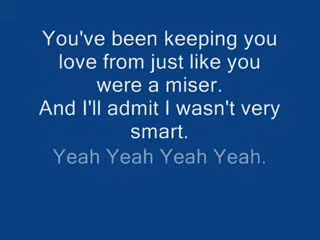 You've been keeping you
love from just like you
were a miser.
And I'll admit I wasn't very
smart.
Yeah Yeah Yeah Yeah.